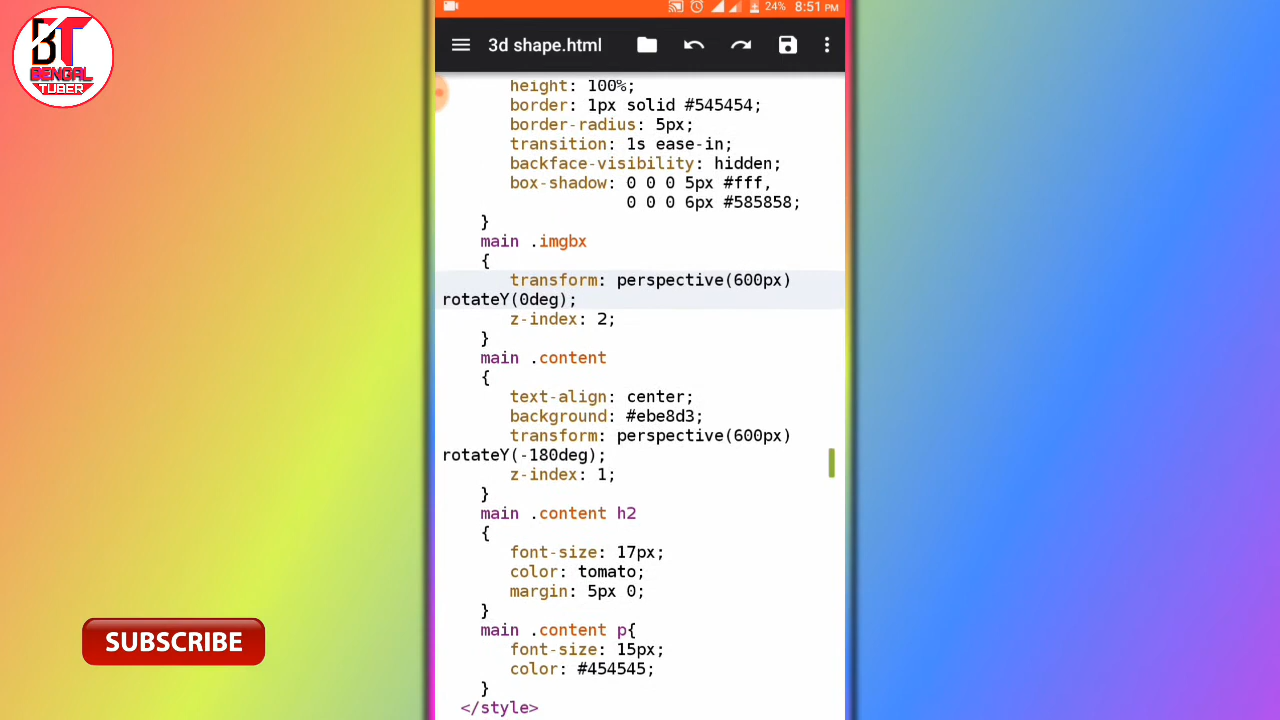 BT
BENGAL
TUBER
24% 8:51 PM
3d shape.html
height: 100%;
border: 1px solid #545454;
border-radius: 5px;
transition: 1s ease-in;
backface-visibility: hidden;
box-shadow: 0 0 0 5px #fff,
0 0 0 6px #585858;
}
main .imgbx
{
transform: perspective(600px)
rotateY(0deg);
z-index: 2;
}
main .content
{
text-align: center;
background: #ebe8d3;
transform: perspective(600px)
rotateY(-180deg);
z-index: 1;
}
main .content h2
{
font-size: 17px;
color: tomato;
margin: 5px 0;
}
main .content p{
font-size: 15px;
color: #454545;
}
</style>
SUBSCRIBE